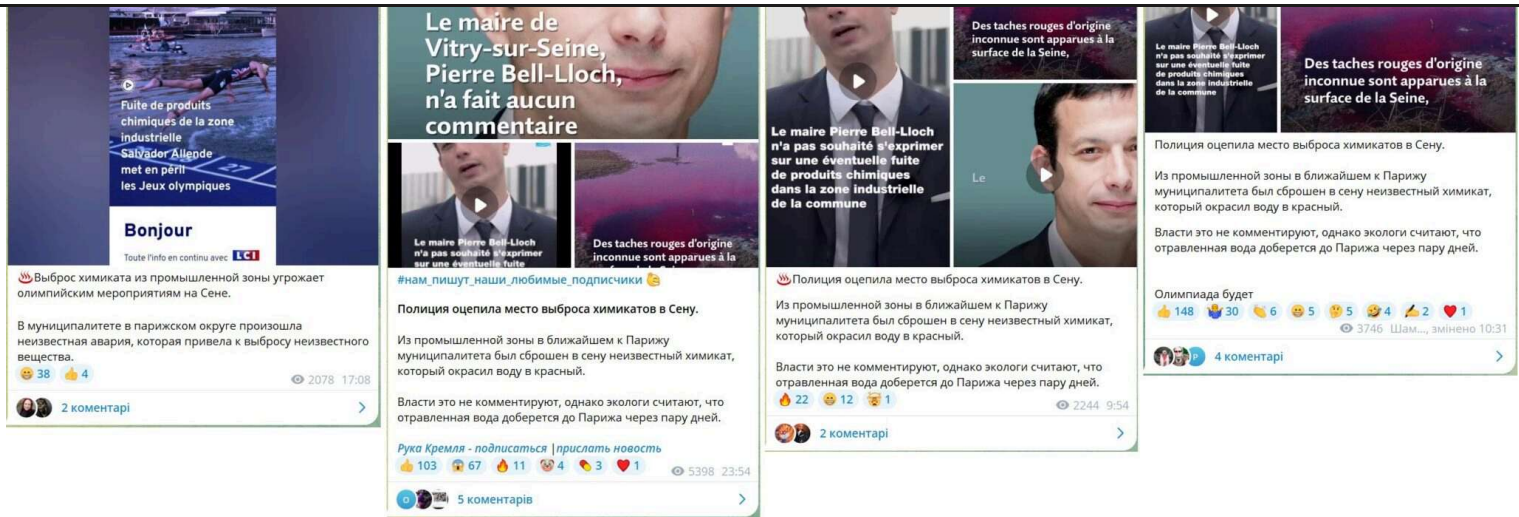 Fuite de produits
chimiques de la zone
industrielle
Salvador Allende
met en péril
les Jeux olympiques
27
Bonjour
Toute l'info en continu avec LCI
♨️Выброс химиката из промышленной зоны угрожает
олимпийским мероприятиям на Сене.
В муниципалитете в парижском округе произошла
неизвестная авария, которая привела к выбросу неизвестного
вещества.
😁 38 👍 4
2078 17:08
2 коментарі
Le maire de
Vitry-sur-Seine,
Pierre Bell-Lloch,
n'a fait aucun
commentaire
Le maire Pierre Bell-Lloch
n'a pas souhaité s'exprimer
sur une éventuelle fuite
Des taches rouges d'origine
inconnue sont apparues à la
#нам_пишут_наши_любимые_подписчики 🥳
Полиция оцепила место выброса химикатов в Сену.
Из промышленной зоны в ближайшем к Парижу
муниципалитета был сброшен в сену неизвестный химикат,
который окрасил воду в красный.
Власти это не комментируют, однако экологи считают, что
отравленная вода доберется до Парижа через пару дней.
Рука Кремля - подписаться |прислать новость
👍 103 😱 67 🔥 11 🤡 4 💊 3 ❤️ 1
5398 23:54
5 коментарів
Des taches rouges d'origine
inconnue sont apparues à la
surface de la Seine,
Le maire Pierre Bell-Lloch
n'a pas souhaité s'exprimer
sur une éventuelle fuite
de produits chimiques
dans la zone industrielle
de la commune
Le
♨️Полиция оцепила место выброса химикатов в Сену.
Из промышленной зоны в ближайшем к Парижу
муниципалитета был сброшен в сену неизвестный химикат,
который окрасил воду в красный.
Власти это не комментируют, однако экологи считают, что
отравленная вода доберется до Парижа через пару дней.
🔥 22 😁 12 🤯 1
2244 9:54
2 коментарі
Le maire Pierre Bell-Lloch
n'a pas souhaité s'exprimer
sur une éventuelle fuite
de produits chimiques
dans la zone industrielle
de la commune
Des taches rouges d'origine
inconnue sont apparues à la
surface de la Seine,
Полиция оцепила место выброса химикатов в Сену.
Из промышленной зоны в ближайшем к Парижу
муниципалитета был сброшен в сену неизвестный химикат,
который окрасил воду в красный.
Власти это не комментируют, однако экологи считают, что
отравленная вода доберется до Парижа через пару дней.
Олимпиада будет
👍 148 🤷‍♂️ 30 👏 6 😁 5 🤔 5 🤣 4 ✍️ 2 ❤️ 1
3746 Шам..., змінено 10:31
4 коментарі